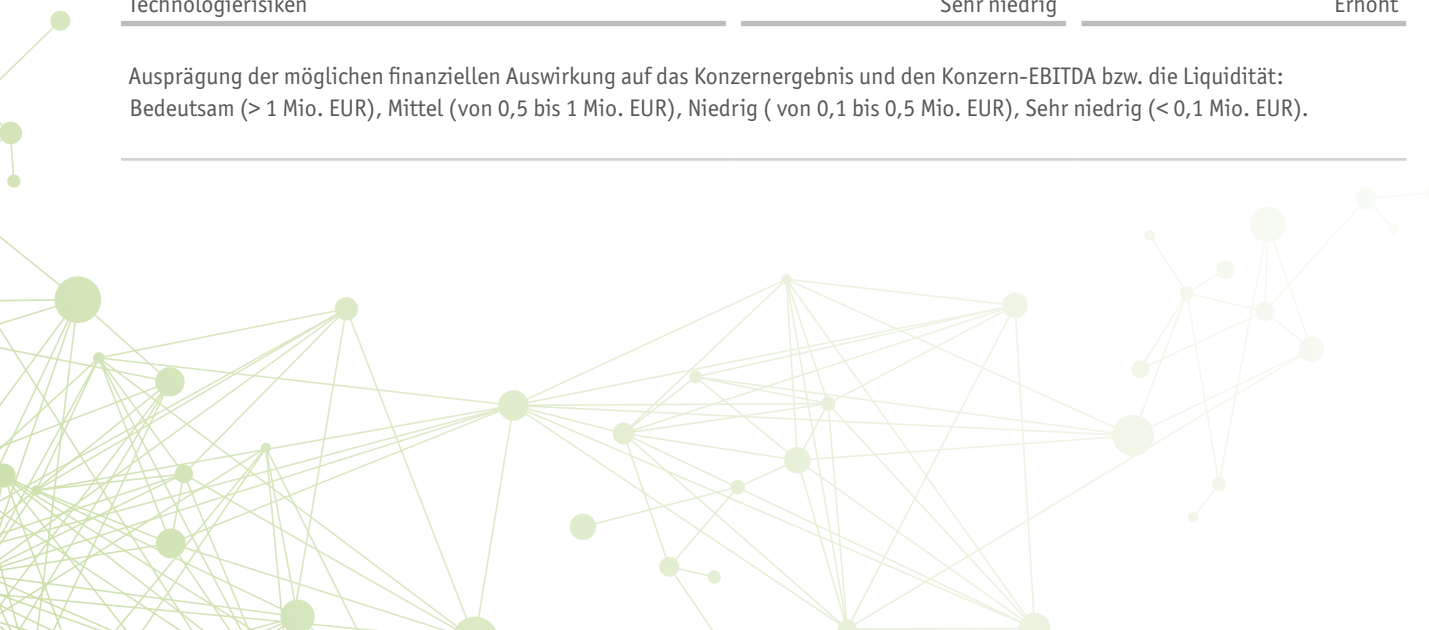 Technologierisiken Sehr niedrig Erhöht
Ausprägung der möglichen finanziellen Auswirkung auf das Konzernergebnis und den Konzern-EBITDA bzw. die Liquidität:
Bedeutsam (> 1 Mio. EUR), Mittel (von 0,5 bis 1 Mio. EUR), Niedrig ( von 0,1 bis 0,5 Mio. EUR), Sehr niedrig (< 0,1 Mio. EUR).